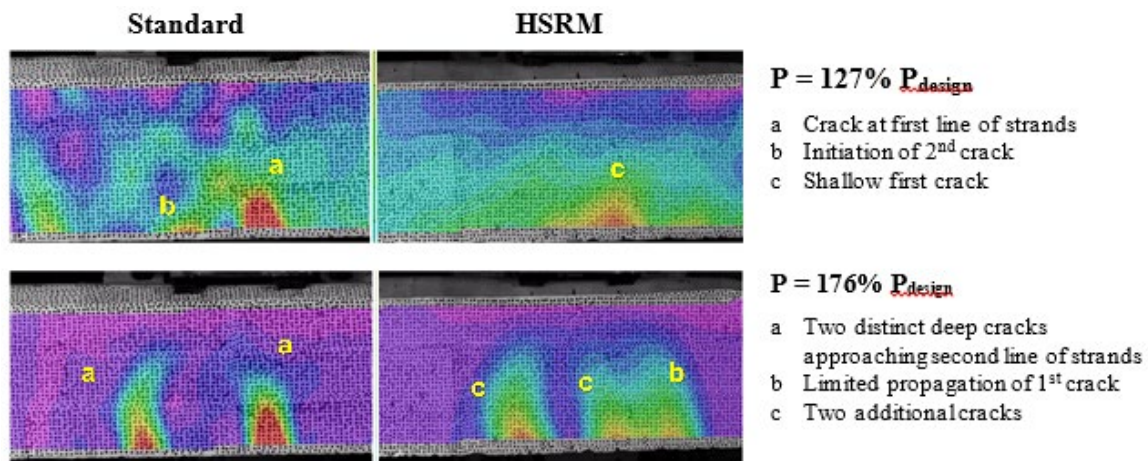 Standard
HSRM
a
b
c
P = 127% Pdesign
a Crack at first line of strands
b Initiation of 2nd crack
c Shallow first crack
a
a
c
c
b
P = 176% Pdesign
a Two distinct deep cracks
approaching second line of strands
b Limited propagation of 1st crack
c Two additional cracks